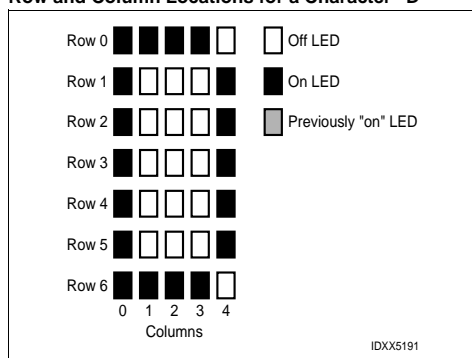 Row and Column Locations for a Character "D"
Row 0 Off LED
Row 1 On LED
Row 2 Previously "on" LED
Row 3
Row 4
Row 5
Row 6
0 1 2 3 4
Columns
IDXX5191